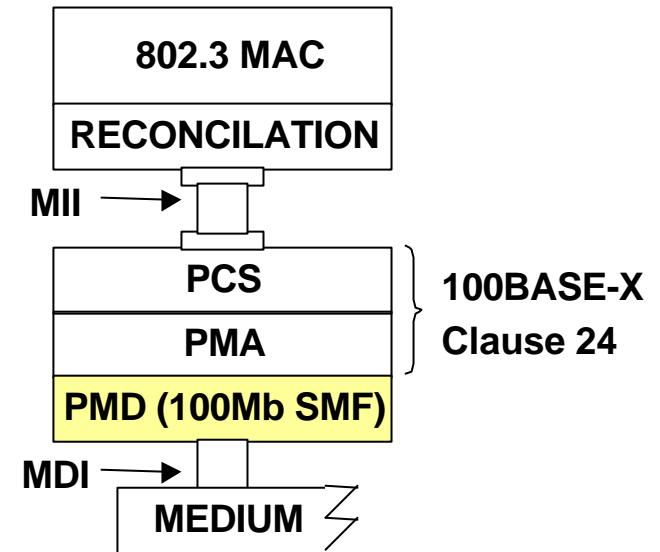 802.3 MAC
RECONCILATION
MII
PCS
100BASE-X
PMA
Clause 24
PMD (100Mb SMF)
MDI
MEDIUM